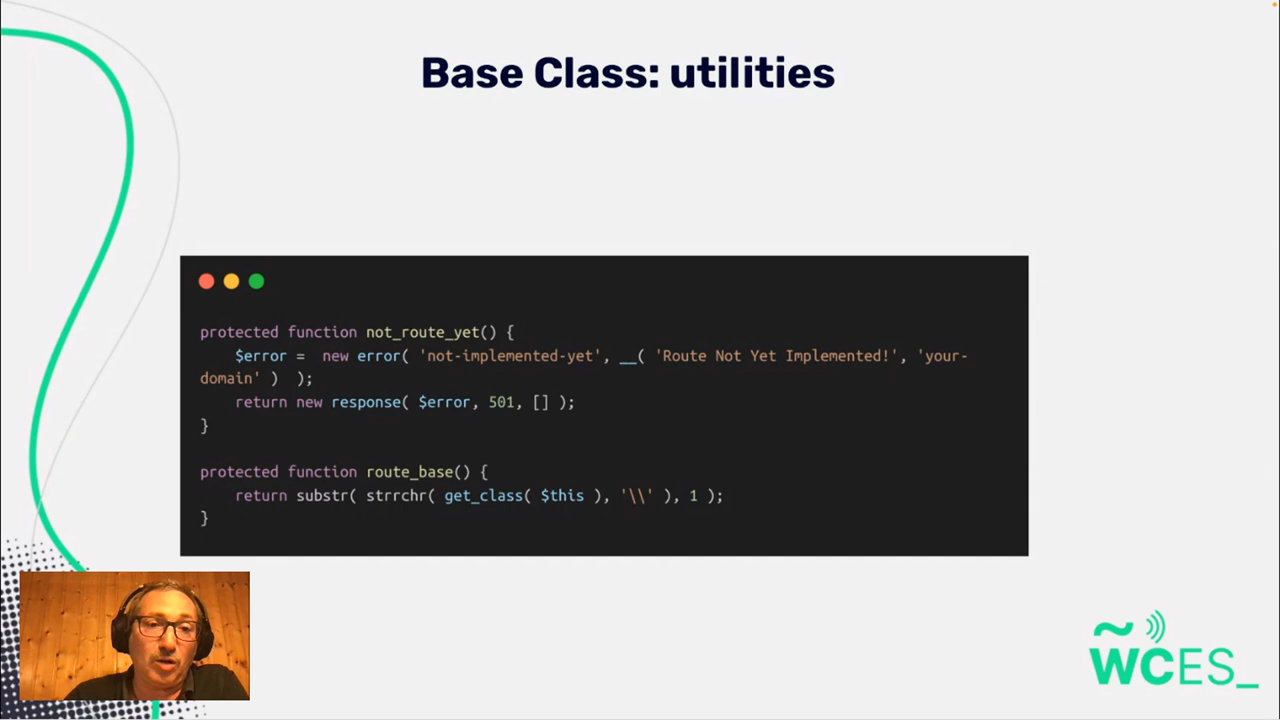 Base Class: utilities
protected function not_route_yet() {
$error =  new error( 'not-implemented-yet', __( 'Route Not Yet Implemented!', 'your-
domain' )  );
return new response( $error, 501, [] );
}
protected function route_base() {
return substr( strrchr( get_class( $this ), '\\' ), 1 );
}
~
WCES_